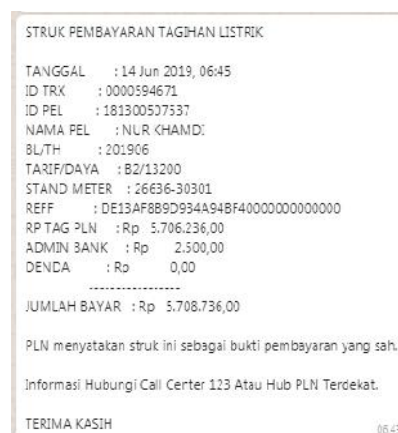 STRUK PEMBAYARAN TAGIHAN LISTRIK
TANGGAL : 14 Jun 2019, 06:45
ID TRX : 0000594671
ID PEL : 181300507537
NAMA PEL : NUR KHAMDI
BL/TH : 201906
TARIF/DAYA : B2/13200
STAND METER : 26636-30301
REFF : DE13AF8B9D934A94BF40000000000000
RP TAG PLN : Rp 5.706.236,00
ADMIN BANK : Rp 2.500,00
DENDA : Rp 0,00
-----------------
JUMLAH BAYAR : Rp 5.708.736,00
PLN menyatakan struk ini sebagai bukti pembayaran yang sah.
Informasi Hubungi Call Center 123 Atau Hub PLN Terdekat.
TERIMA KASIH